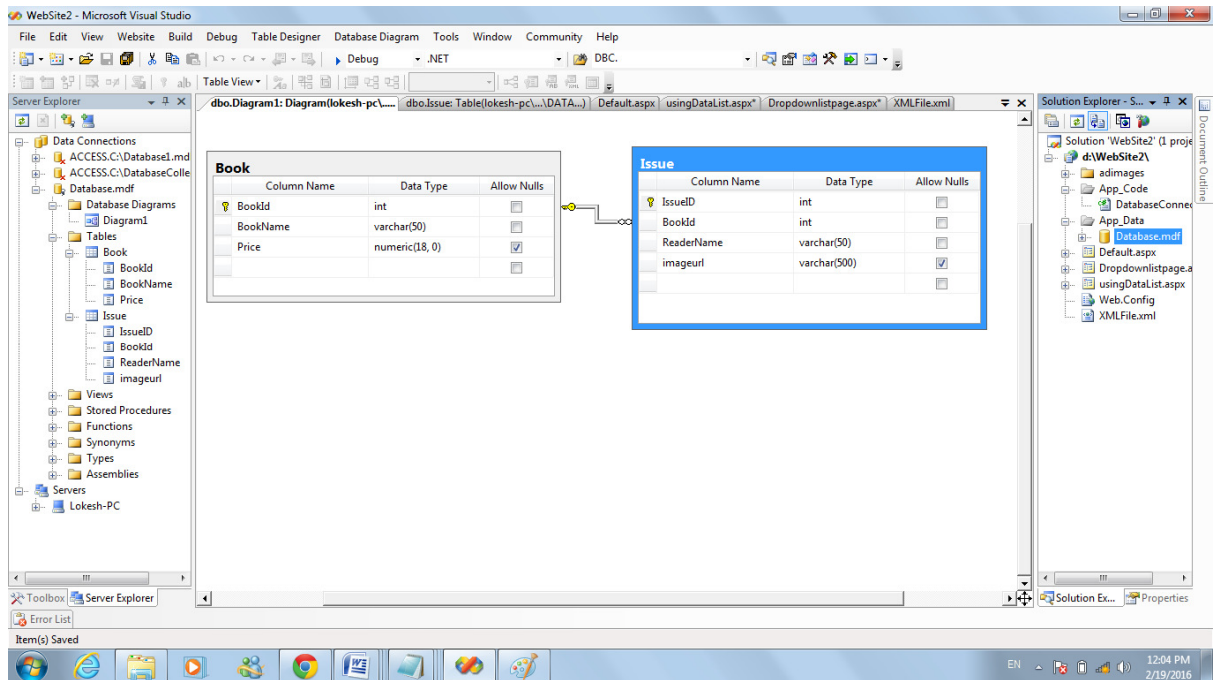 WebSite2 - Microsoft Visual Studio
File Edit View Website Build Debug Table Designer Database Diagram Tools Window Community Help
Debug .NET DBC.
Table View
Server Explorer
dbo.Diagram1: Diagram(lokesh-pc\..... dbo.Issue: Table(lokesh-pc\...\DATA...) Default.aspx usingDataList.aspx* Dropdownlistpage.aspx* XMLFile.xml
Solution Explorer - S...
Document Outline
Data Connections
ACCESS.C:\Database1.md
ACCESS.C:\DatabaseColle
Database.mdf
Database Diagrams
Diagram1
Tables
Book
BookId
BookName
Price
Issue
IssueID
BookId
ReaderName
imageurl
Views
Stored Procedures
Functions
Synonyms
Types
Assemblies
Servers
Lokesh-PC
Book
Column Name Data Type Allow Nulls
BookId int
BookName varchar(50)
Price numeric(18, 0)
Issue
Column Name Data Type Allow Nulls
IssueID int
BookId int
ReaderName varchar(50)
imageurl varchar(500)
Solution 'WebSite2' (1 proje
d:\WebSite2\
adimages
App_Code
DatabaseConnec
App_Data
Database.mdf
Default.aspx
Dropdownlistpage.a
usingDataList.aspx
Web.Config
XMLFile.xml
Toolbox Server Explorer
Solution Ex... Properties
Error List
Item(s) Saved
EN 12:04 PM
2/19/2016